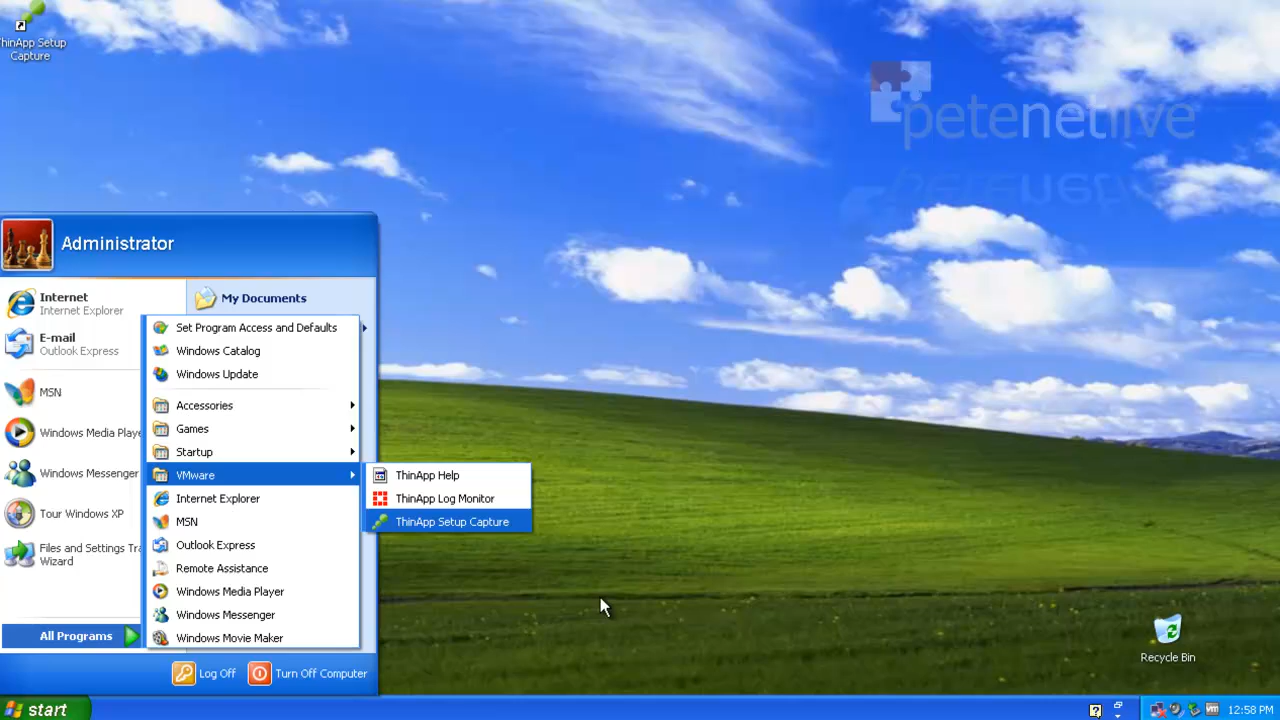 ThinApp Setup
Capture
petenetlive
Administrator
Internet
Internet Explorer
E-mail
Outlook Express
MSN
Windows Media Playe
Windows Messenger
Tour Windows XP
Files and Settings Tra
Wizard
All Programs
My Documents
Set Program Access and Defaults
Windows Catalog
Windows Update
Accessories
Games
Startup
VMware
Internet Explorer
MSN
Outlook Express
Remote Assistance
Windows Media Player
Windows Messenger
Windows Movie Maker
ThinApp Help
ThinApp Log Monitor
ThinApp Setup Capture
Log Off
Turn Off Computer
Recycle Bin
start
12:58 PM